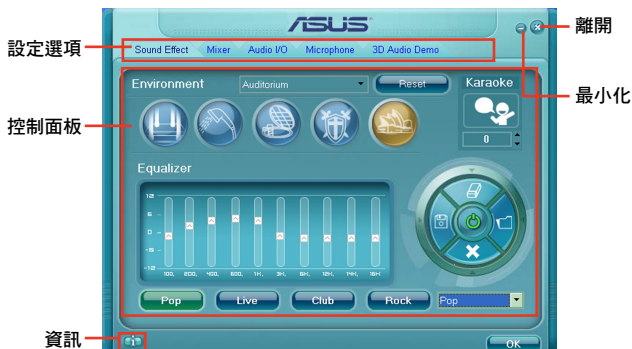 ASUS
離開
設定選項
Sound Effect Mixer Audio I/O Microphone 3D Audio Demo
最小化
Environment Auditorium Reset Karaoke
控制面板
0
Equalizer
12
6
0
-6
-12
100, 200, 400, 600, 1K, 3K, 6K, 12K, 14K, 16K
Pop Live Club Rock Pop
資訊
i
OK